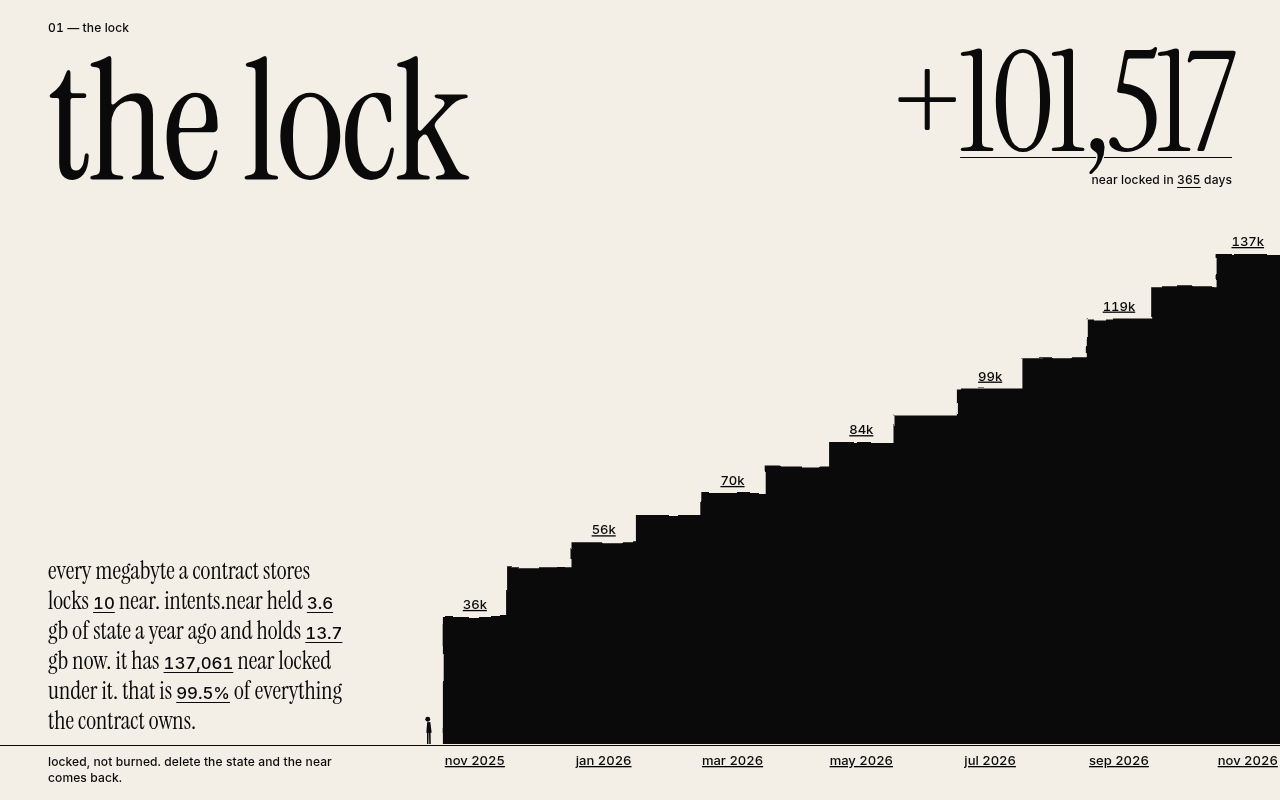 01 — the lock
the lock
+101,517
near locked in 365 days
137k
119k
99k
84k
70k
56k
36k
every megabyte a contract stores
locks 10 near. intents.near held 3.6
gb of state a year ago and holds 13.7
gb now. it has 137,061 near locked
under it. that is 99.5% of everything
the contract owns.
nov 2025 jan 2026 mar 2026 may 2026 jul 2026 sep 2026 nov 2026
locked, not burned. delete the state and the near
comes back.